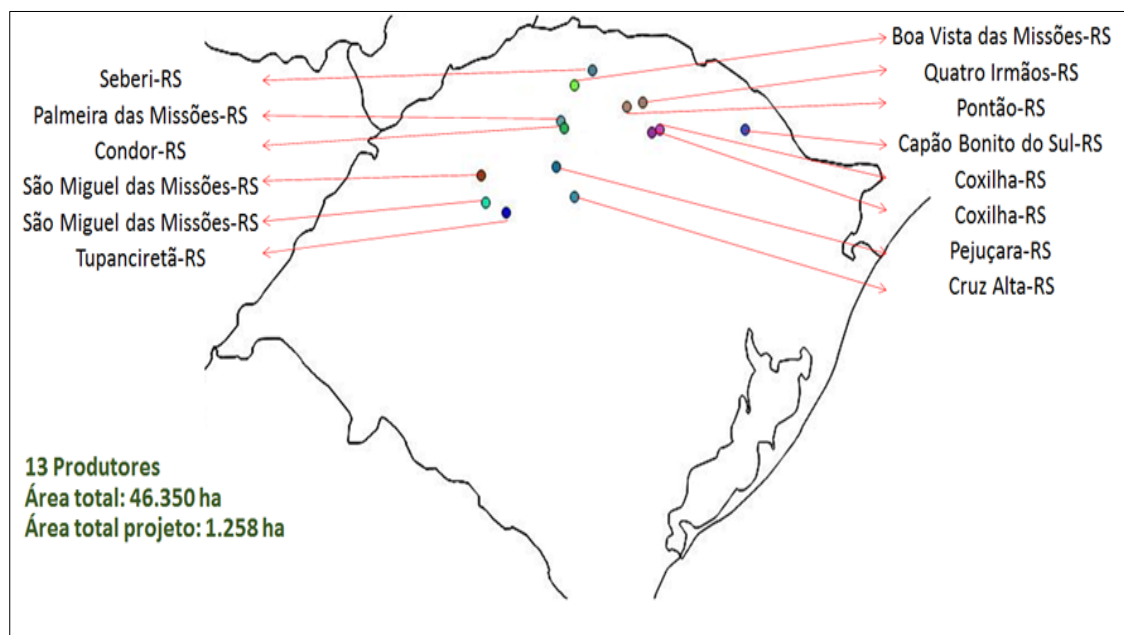 Seberi-RS
Palmeira das Missões-RS
Condor-RS
São Miguel das Missões-RS
São Miguel das Missões-RS
Tupanciretã-RS
Boa Vista das Missões-RS
Quatro Irmãos-RS
Pontão-RS
Capão Bonito do Sul-RS
Coxilha-RS
Coxilha-RS
Pejuçara-RS
Cruz Alta-RS
13 Produtores
Área total: 46.350 ha
Área total projeto: 1.258 ha